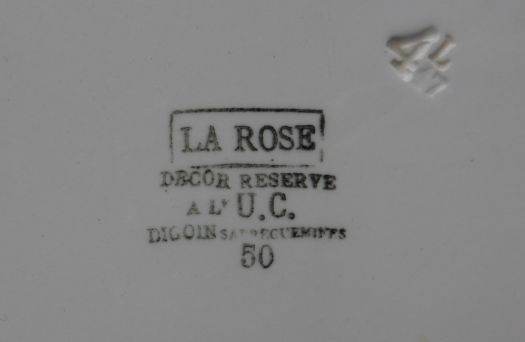 LA ROSE
DECOR RESERVE
A L' U.C.
DIGOIN SARREGUEMINES
50